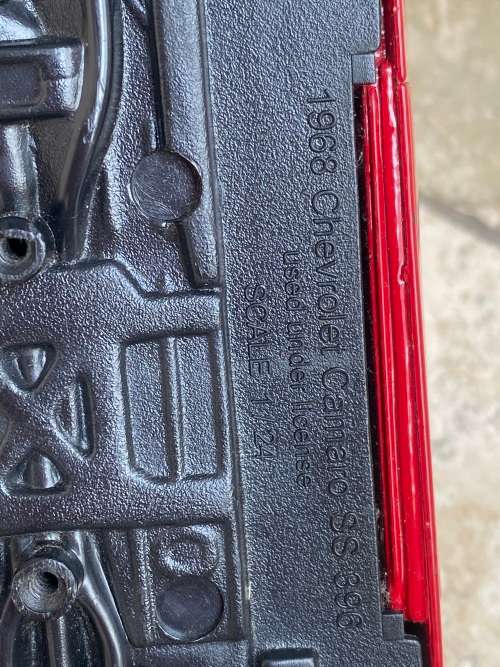 1968 Chevrolet Camaro SS 396
used under license
SCALE 1/24